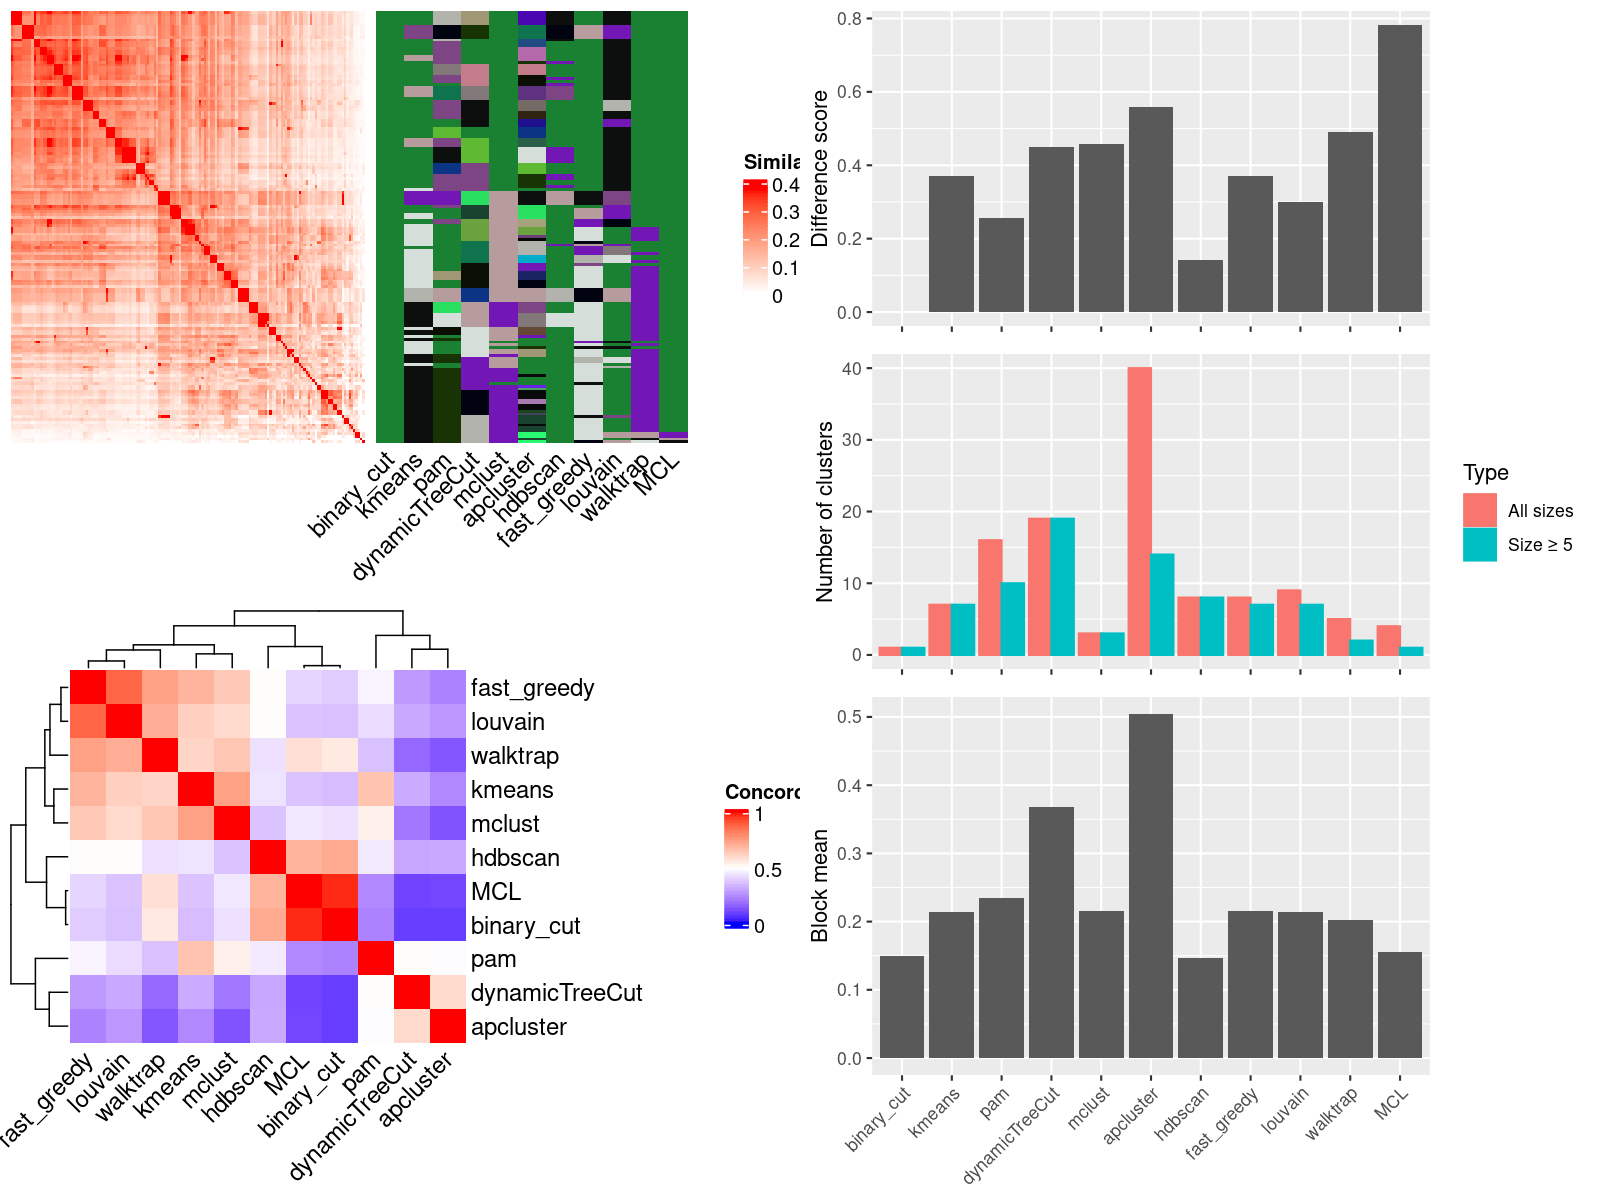 Simila
0.4
0.3
0.2
0.1
0
binary_cut
kmeans
pam
dynamicTreeCut
mclust
apcluster
hdbscan
fast_greedy
louvain
walktrap
MCL
fast_greedy
louvain
walktrap
kmeans
mclust
hdbscan
MCL
binary_cut
pam
dynamicTreeCut
apcluster
fast_greedy
louvain
walktrap
kmeans
mclust
hdbscan
MCL
binary_cut
pam
dynamicTreeCut
apcluster
Concord
1
0.5
0
Difference score
0.8
0.6
0.4
0.2
0.0
Number of clusters
40
30
20
10
0
Type
All sizes
Size ≥ 5
Block mean
0.5
0.4
0.3
0.2
0.1
0.0
binary_cut
kmeans
pam
dynamicTreeCut
mclust
apcluster
hdbscan
fast_greedy
louvain
walktrap
MCL